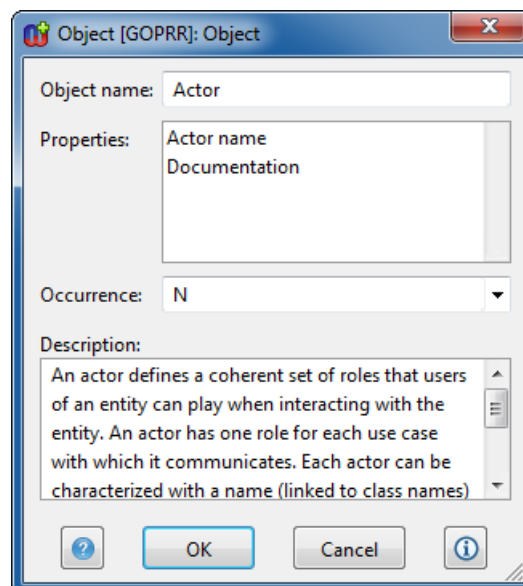 Object [GOPRR]: Object
Object name: Actor
Properties: Actor name
Documentation
Occurrence: N
Description:
An actor defines a coherent set of roles that users
of an entity can play when interacting with the
entity. An actor has one role for each use case
with which it communicates. Each actor can be
characterized with a name (linked to class names)
OK Cancel